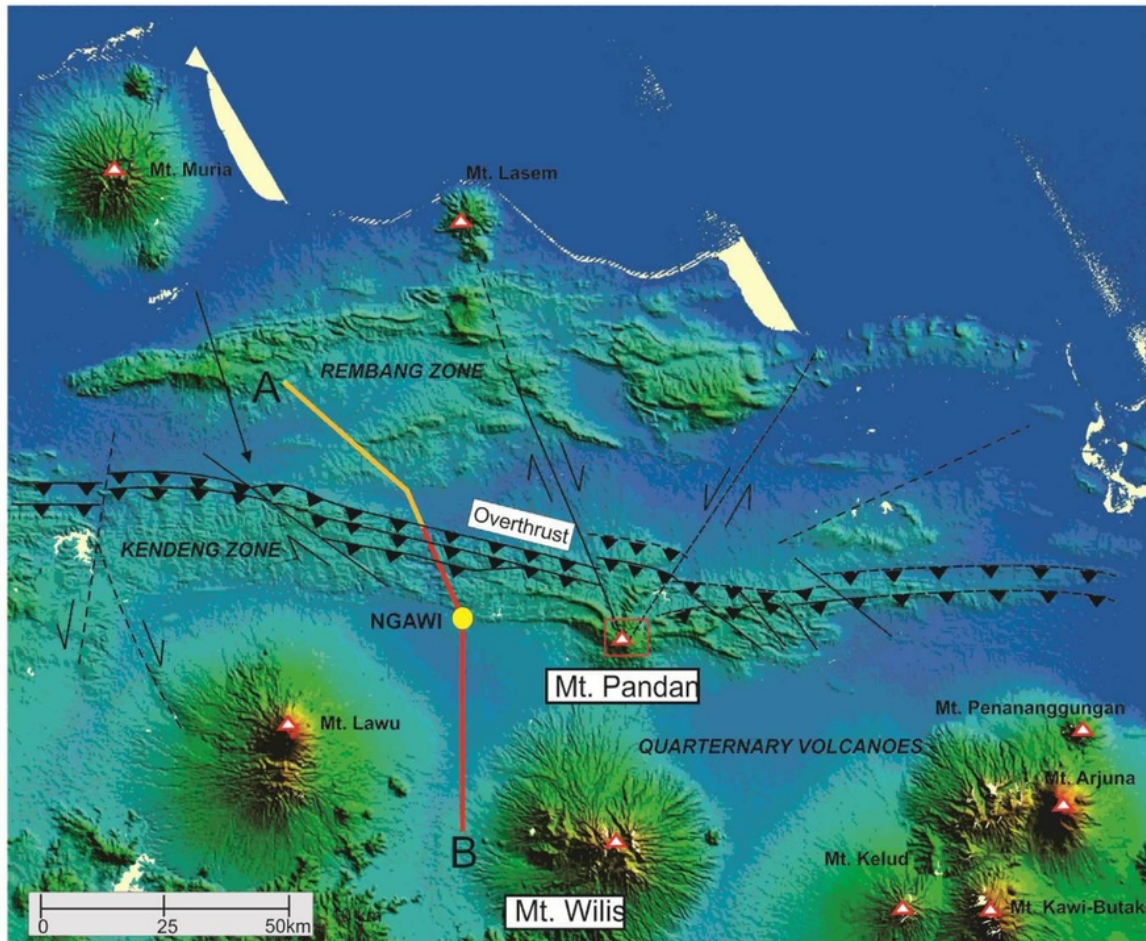 Mt. Muria
Mt. Lasem
A
REMBANG ZONE
Overthrust
KENDENG ZONE
NGAWI
Mt. Pandan
Mt. Lawu
Mt. Penananggungan
QUARTERNARY VOLCANOES
Mt. Arjuna
B
Mt. Kelud
Mt. Wilis
Mt. Kawi-Butak
0 25 50km